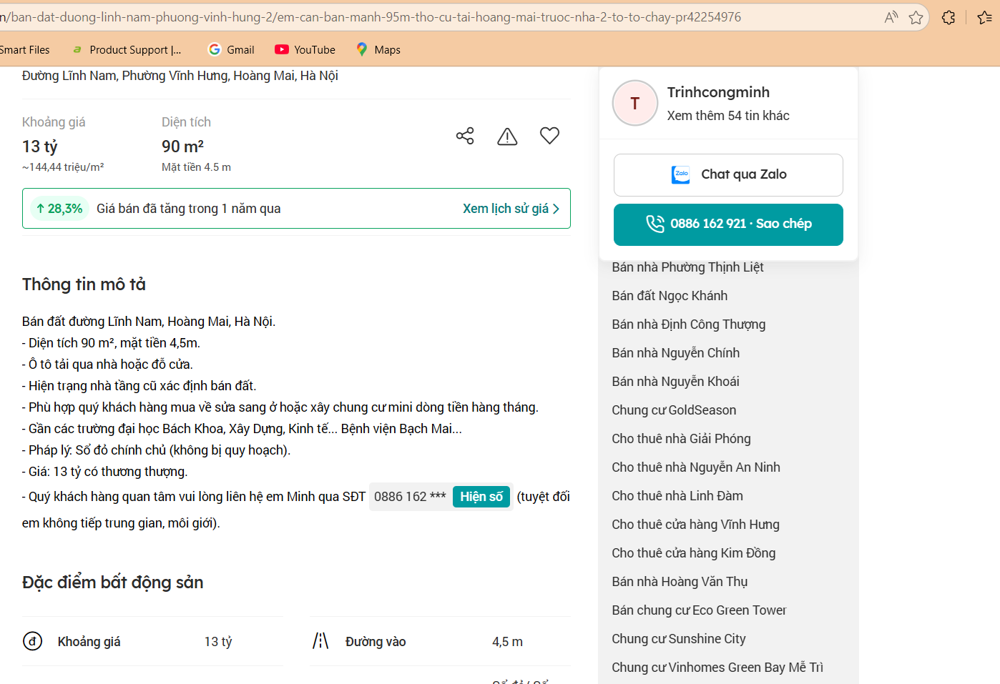 n/ban-dat-duong-linh-nam-phuong-vinh-hung-2/em-can-ban-manh-95m-tho-cu-tai-hoang-mai-truoc-nha-2-to-to-chay-pr42254976
Smart Files
Product Support |...
Gmail
YouTube
Maps
Đường Lĩnh Nam, Phường Vĩnh Hưng, Hoàng Mai, Hà Nội
Khoảng giá
Diện tích
13 tỷ
90 m²
~144,44 triệu/m²
Mặt tiền 4.5 m
28,3%
Giá bán đã tăng trong 1 năm qua
Xem lịch sử giá
Thông tin mô tả
Bán đất đường Lĩnh Nam, Hoàng Mai, Hà Nội.
- Diện tích 90 m², mặt tiền 4,5m.
- Ô tô tải qua nhà hoặc đỗ cửa.
- Hiện trạng nhà tầng cũ xác định bán đất.
- Phù hợp quý khách hàng mua về sửa sang ở hoặc xây chung cư mini dòng tiền hàng tháng.
- Gần các trường đại học Bách Khoa, Xây Dựng, Kinh tế... Bệnh viện Bạch Mai...
- Pháp lý: Sổ đỏ chính chủ (không bị quy hoạch).
- Giá: 13 tỷ có thương thượng.
- Quý khách hàng quan tâm vui lòng liên hệ em Minh qua SĐT 0886 162 *** Hiện số (tuyệt đối
em không tiếp trung gian, môi giới).
Đặc điểm bất động sản
Khoảng giá
13 tỷ
Đường vào
4,5 m
T
Trinhcongminh
Xem thêm 54 tin khác
Zalo
Chat qua Zalo
0886 162 921 · Sao chép
Bán nhà Phường Thịnh Liệt
Bán đất Ngọc Khánh
Bán nhà Định Công Thượng
Bán nhà Nguyễn Chính
Bán nhà Nguyễn Khoái
Chung cư GoldSeason
Cho thuê nhà Giải Phóng
Cho thuê nhà Nguyễn An Ninh
Cho thuê nhà Linh Đàm
Cho thuê cửa hàng Vĩnh Hưng
Cho thuê cửa hàng Kim Đồng
Bán nhà Hoàng Văn Thụ
Bán chung cư Eco Green Tower
Chung cư Sunshine City
Chung cư Vinhomes Green Bay Mễ Trì